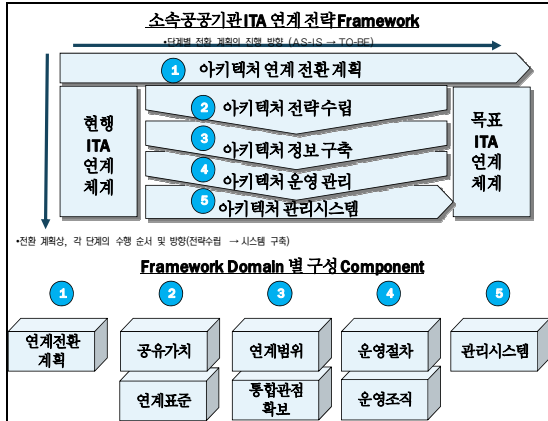 소속공공기관 ITA 연계 전략 Framework
•단계별 전환 계획의 진행 방향 (AS-IS → TO-BE)
1 아키텍처 연계 전환 계획
현행
ITA
연계
체계
2 아키텍처 전략 수립
3 아키텍처 정보 구축
4 아키텍처 운영 관리
5 아키텍처 관리시스템
목표
ITA
연계
체계
•전환 계획상, 각 단계의 수행 순서 및 방향(전략수립 → 시스템 구축)
Framework Domain 별 구성 Component
1 2 3 4 5
연계전환
계획
공유가치
연계표준
연계범위
통합관점
확보
운영절차
운영조직
관리시스템